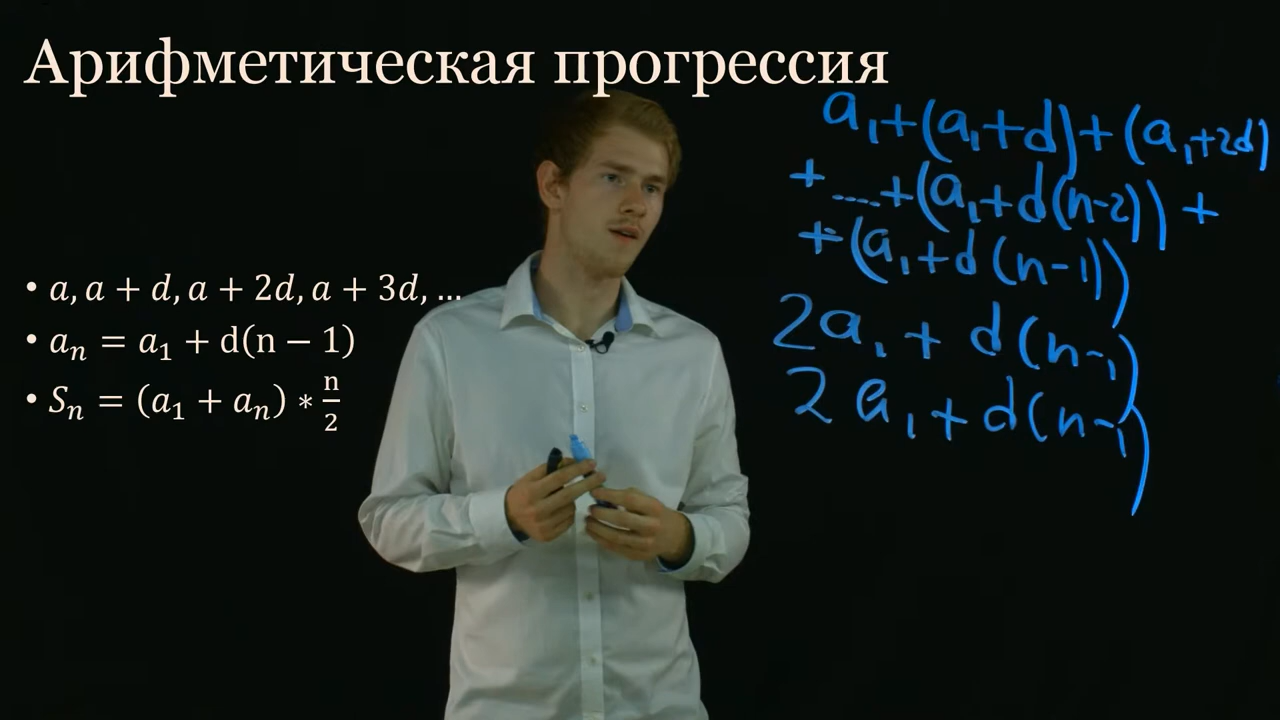 Арифметическая прогрессия
• a, a + d, a + 2d, a + 3d, ...
• aₙ = a₁ + d(n − 1)
• Sₙ = (a₁ + aₙ) ∗ n/2
a₁+(a₁+d)+(a₁+2d)
+....+(a₁+d(n-2))+
+(a₁+d(n-1))
2a₁+d(n-1)
2a₁+d(n-1)